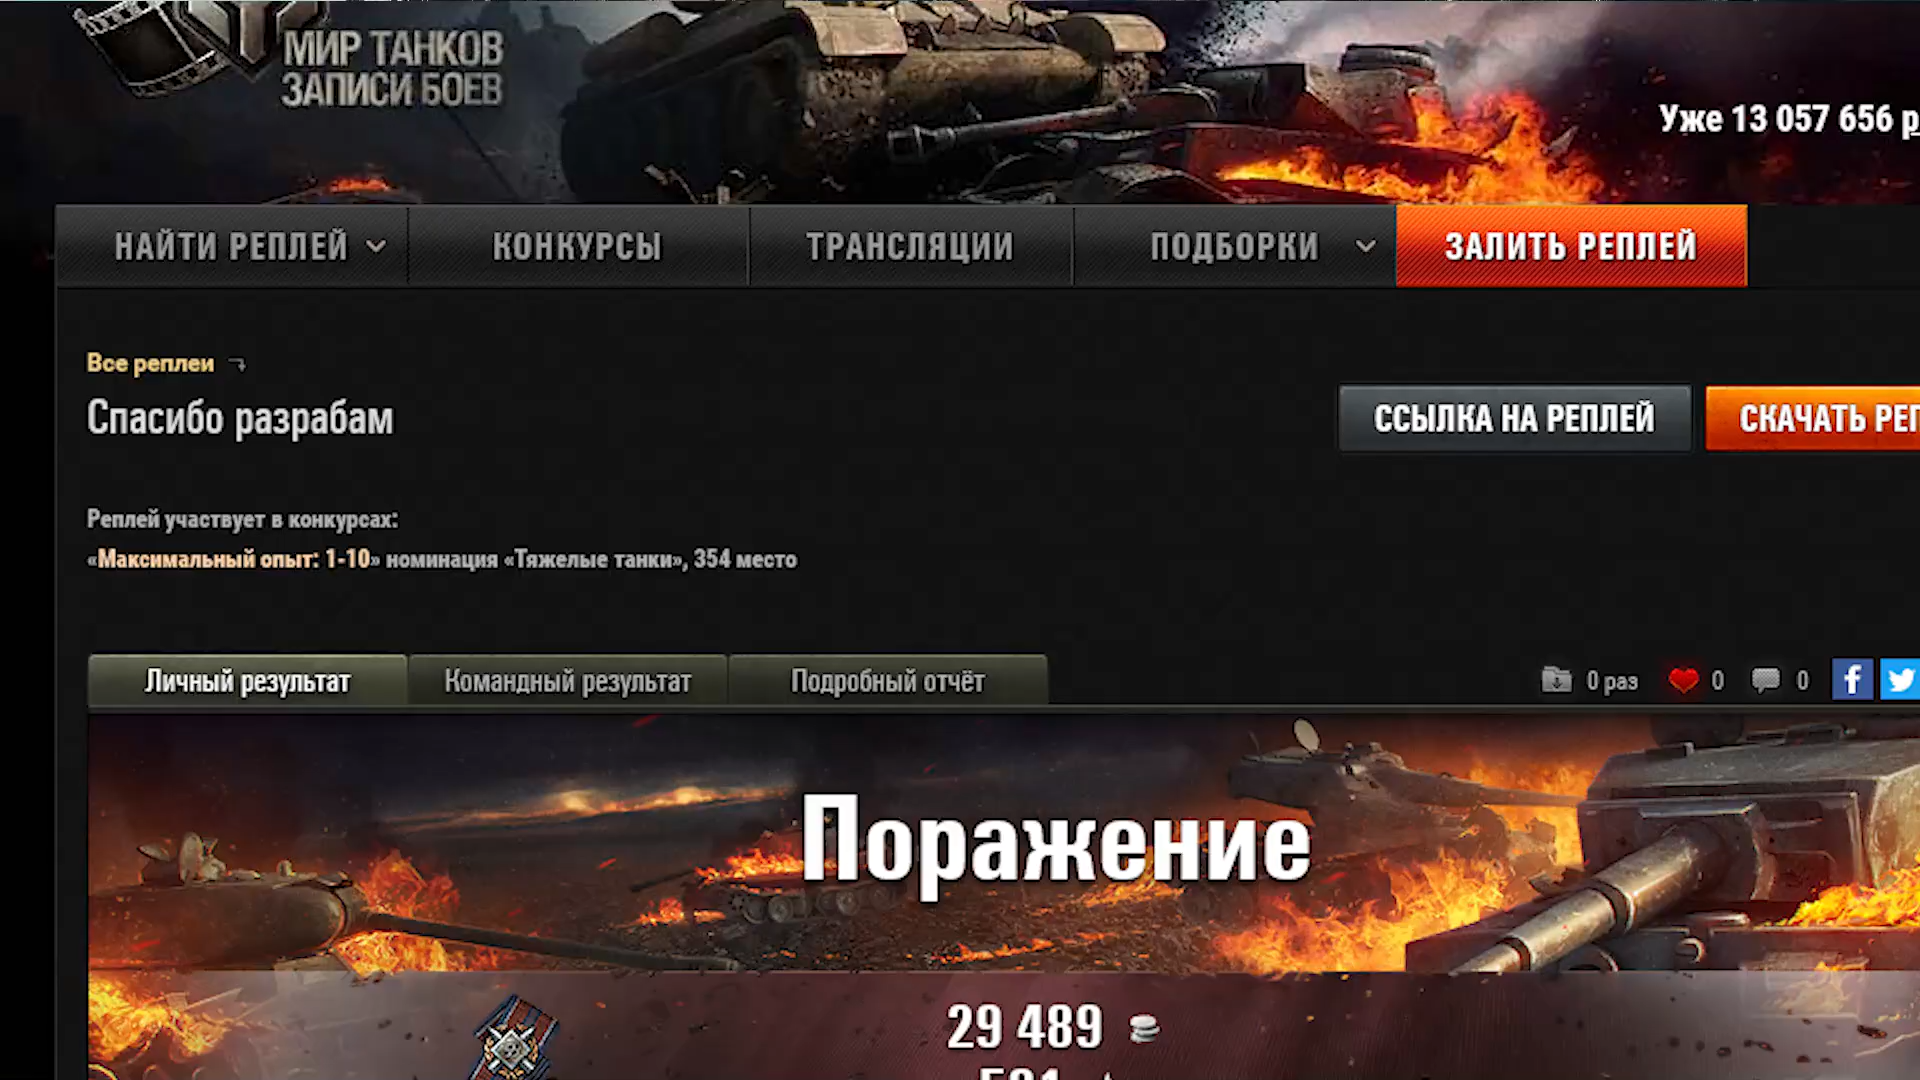 МИР ТАНКОВ
ЗАПИСИ БОЕВ
Уже 13 057 656
НАЙТИ РЕПЛЕЙ
КОНКУРСЫ
ТРАНСЛЯЦИИ
ПОДБОРКИ
ЗАЛИТЬ РЕПЛЕЙ
Все реплеи
Спасибо разрабам
ССЫЛКА НА РЕПЛЕЙ
СКАЧАТЬ РЕП
Реплей участвует в конкурсах:
«Максимальный опыт: 1-10» номинация «Тяжелые танки», 354 место
Личный результат
Командный результат
Подробный отчёт
0 раз
0
0
Поражение
29 489